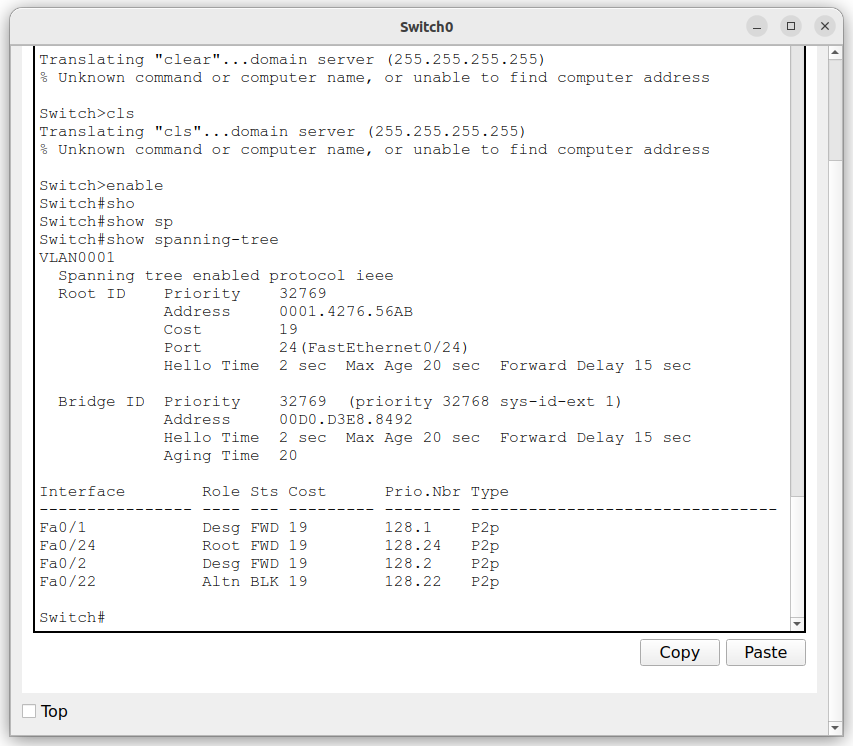 Switch0
Translating "clear"...domain server (255.255.255.255)
% Unknown command or computer name, or unable to find computer address

Switch>cls
Translating "cls"...domain server (255.255.255.255)
% Unknown command or computer name, or unable to find computer address

Switch>enable
Switch#sho
Switch#show sp
Switch#show spanning-tree
VLAN0001
  Spanning tree enabled protocol ieee
  Root ID    Priority    32769
             Address     0001.4276.56AB
             Cost        19
             Port        24(FastEthernet0/24)
             Hello Time  2 sec  Max Age 20 sec  Forward Delay 15 sec

  Bridge ID  Priority    32769  (priority 32768 sys-id-ext 1)
             Address     00D0.D3E8.8492
             Hello Time  2 sec  Max Age 20 sec  Forward Delay 15 sec
             Aging Time  20

Interface        Role Sts Cost      Prio.Nbr Type
---------------- ---- --- --------- -------- --------------------------------
Fa0/1            Desg FWD 19        128.1    P2p
Fa0/24           Root FWD 19        128.24   P2p
Fa0/2            Desg FWD 19        128.2    P2p
Fa0/22           Altn BLK 19        128.22   P2p

Switch#
Copy Paste
Top